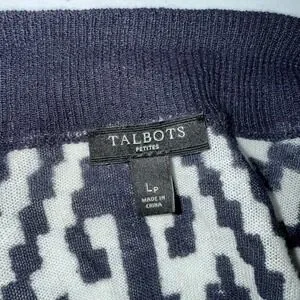 TALBOTS
PETITES
LP
MADE IN
CHINA